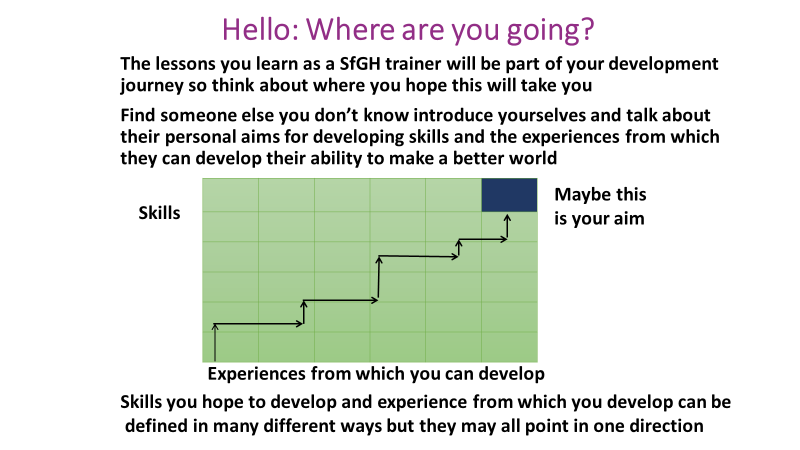 Hello: Where are you going?
The lessons you learn as a SfGH trainer will be part of your development
journey so think about where you hope this will take you
Find someone else you don’t know introduce yourselves and talk about
their personal aims for developing skills and the experiences from which
they can develop their ability to make a better world
Skills
Maybe this
is your aim
Experiences from which you can develop
Skills you hope to develop and experience from which you develop can be
defined in many different ways but they may all point in one direction